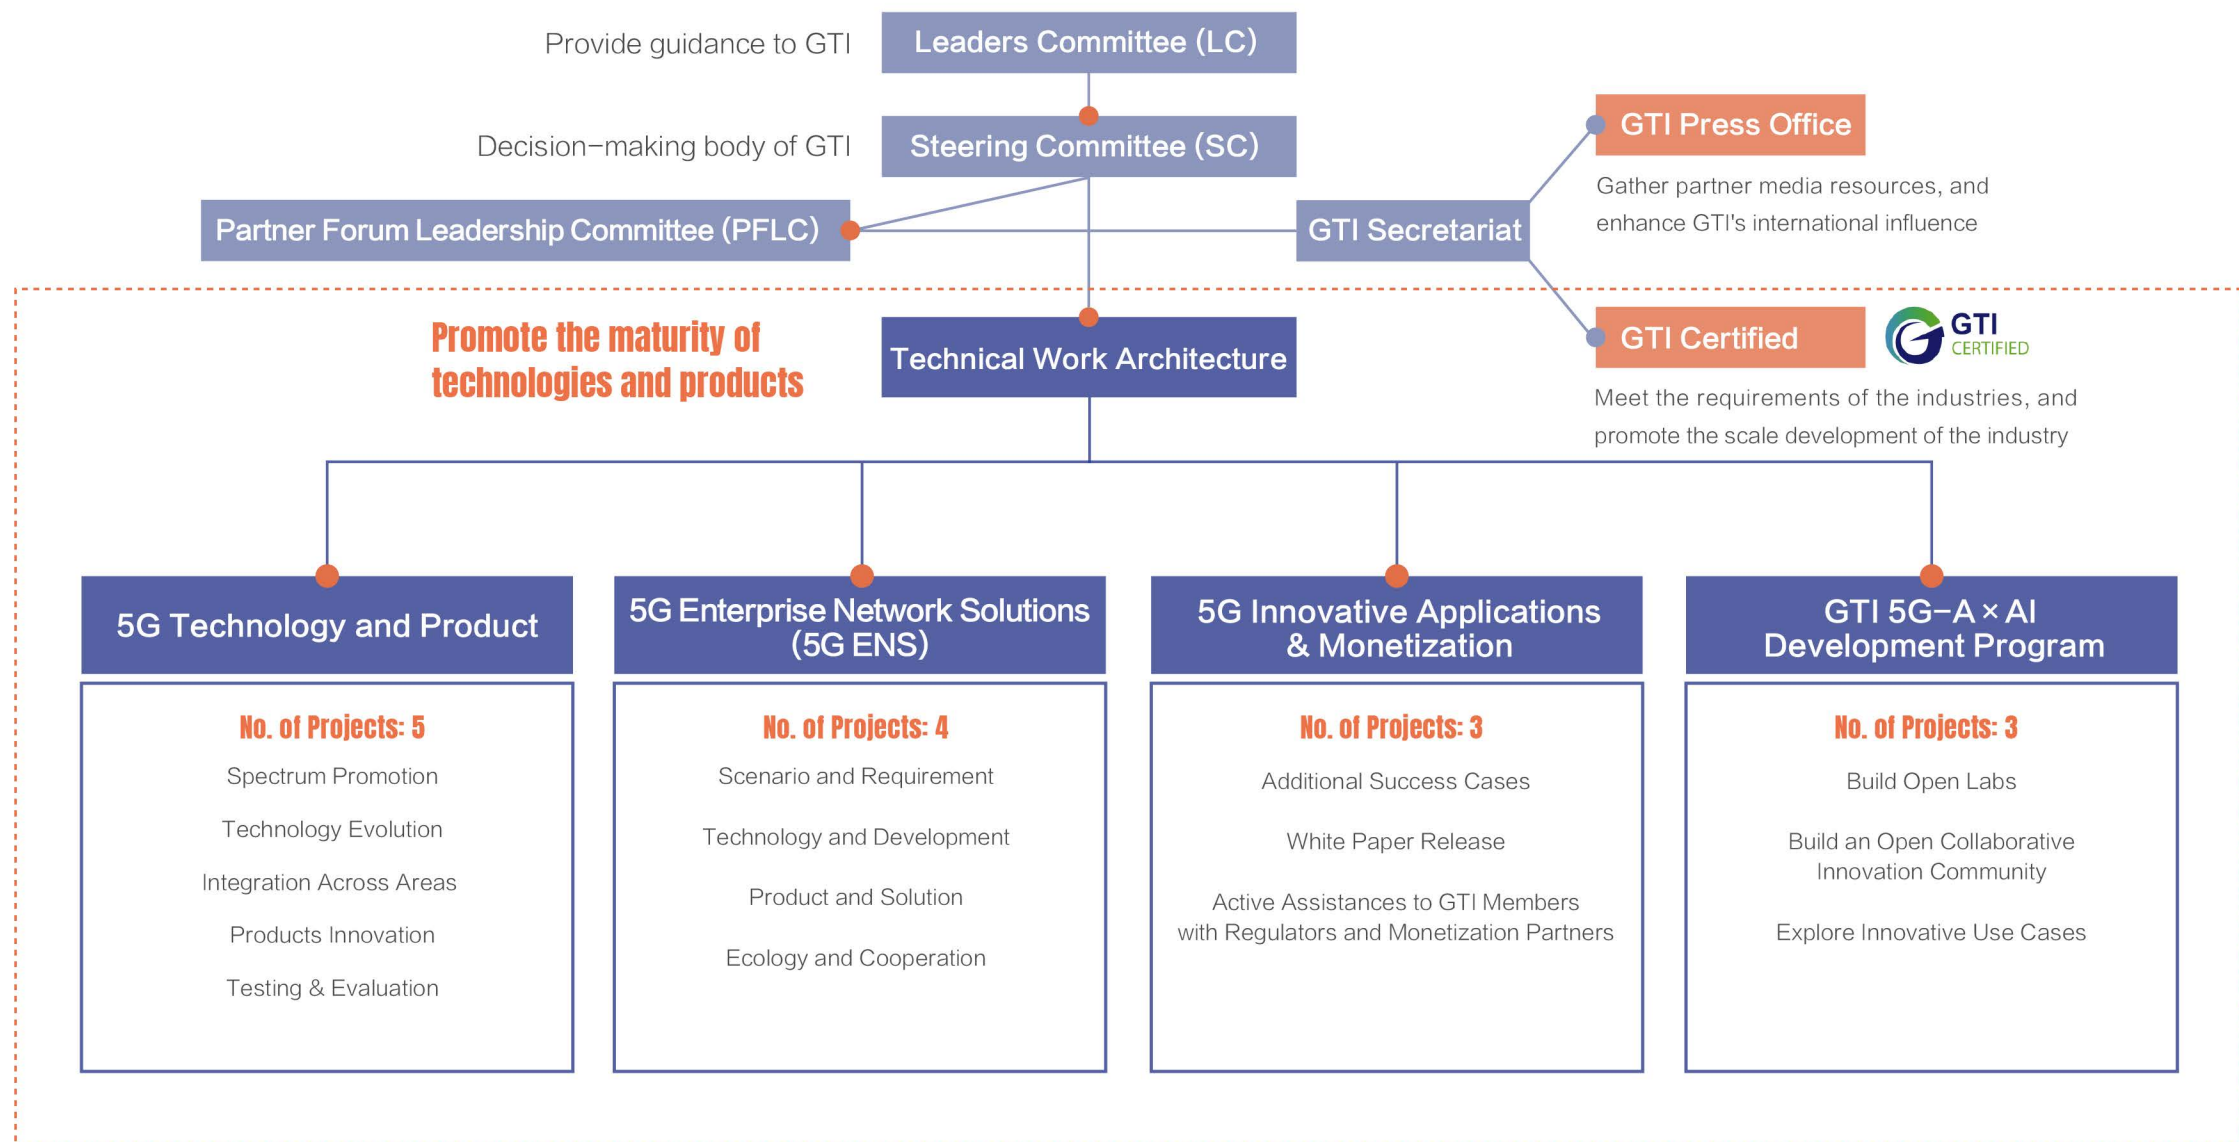 Provide guidance to GTI
Leaders Committee (LC)
Decision-making body of GTI
Steering Committee (SC)
GTI Press Office
Gather partner media resources, and
enhance GTI's international influence
Partner Forum Leadership Committee (PFLC)
GTI Secretariat
Promote the maturity of
technologies and products
Technical Work Architecture
GTI Certified
GTI
CERTIFIED
Meet the requirements of the industries, and
promote the scale development of the industry
5G Technology and Product
No. of Projects: 5
Spectrum Promotion
Technology Evolution
Integration Across Areas
Products Innovation
Testing & Evaluation
5G Enterprise Network Solutions
(5G ENS)
No. of Projects: 4
Scenario and Requirement
Technology and Development
Product and Solution
Ecology and Cooperation
5G Innovative Applications
& Monetization
No. of Projects: 3
Additional Success Cases
White Paper Release
Active Assistances to GTI Members
with Regulators and Monetization Partners
GTI 5G-A × AI
Development Program
No. of Projects: 3
Build Open Labs
Build an Open Collaborative
Innovation Community
Explore Innovative Use Cases